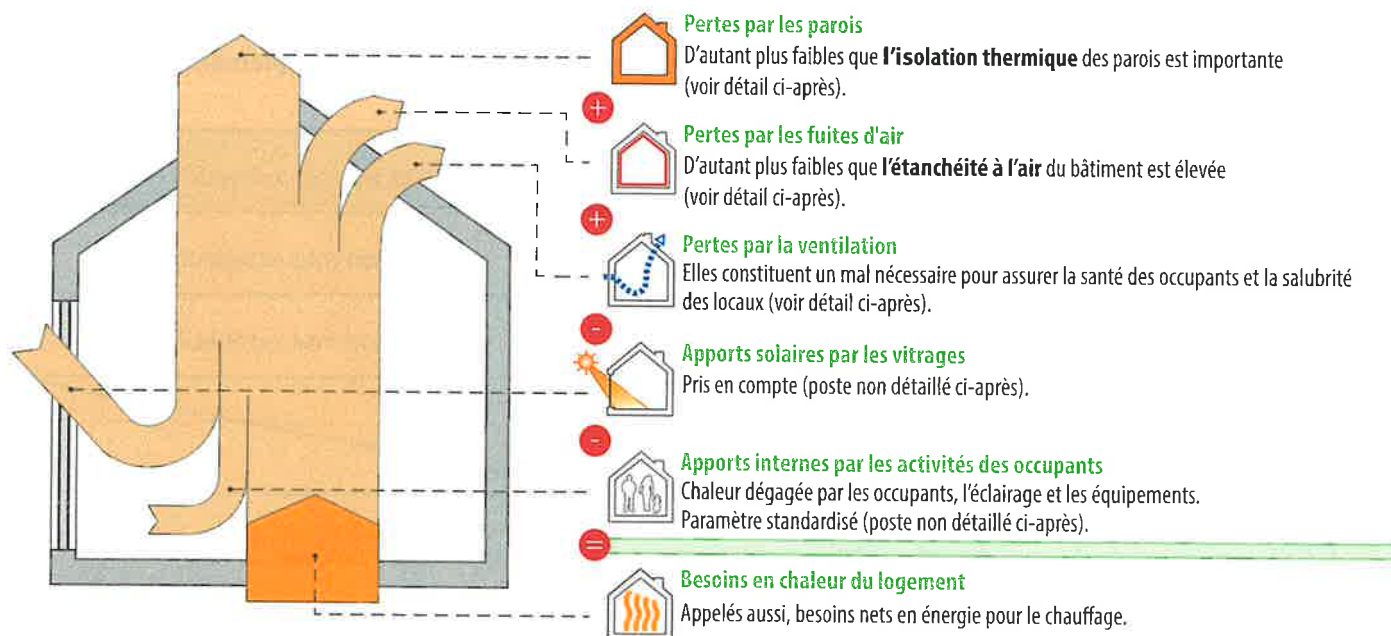 Pertes par les parois
D'autant plus faibles que l'isolation thermique des parois est importante
(voir détail ci-après).
+
Pertes par les fuites d'air
D'autant plus faibles que l'étanchéité à l'air du bâtiment est élevée
(voir détail ci-après).
+
Pertes par la ventilation
Elles constituent un mal nécessaire pour assurer la santé des occupants et la salubrité
des locaux (voir détail ci-après).
-
Apports solaires par les vitrages
Pris en compte (poste non détaillé ci-après).
-
Apports internes par les activités des occupants
Chaleur dégagée par les occupants, l'éclairage et les équipements.
Paramètre standardisé (poste non détaillé ci-après).
=
Besoins en chaleur du logement
Appelés aussi, besoins nets en énergie pour le chauffage.